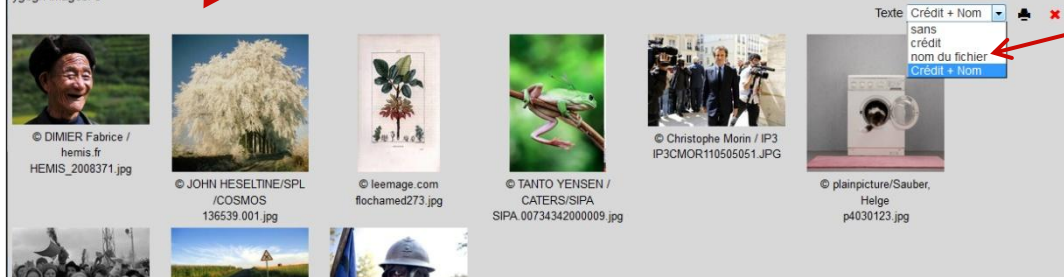 Texte Crédit + Nom
sans
crédit
nom du fichier
Crédit + Nom
© DIMIER Fabrice /
hemis.fr
HEMIS_2008371.jpg
© JOHN HESELTINE/SPL
/COSMOS
136539.001.jpg
© leemage.com
flochamed273.jpg
© TANTO YENSEN /
CATERS/SIPA
SIPA.00734342000009.jpg
© Christophe Morin / IP3
IP3CMOR110505051.JPG
© plainpicture/Sauber,
Helge
p4030123.jpg